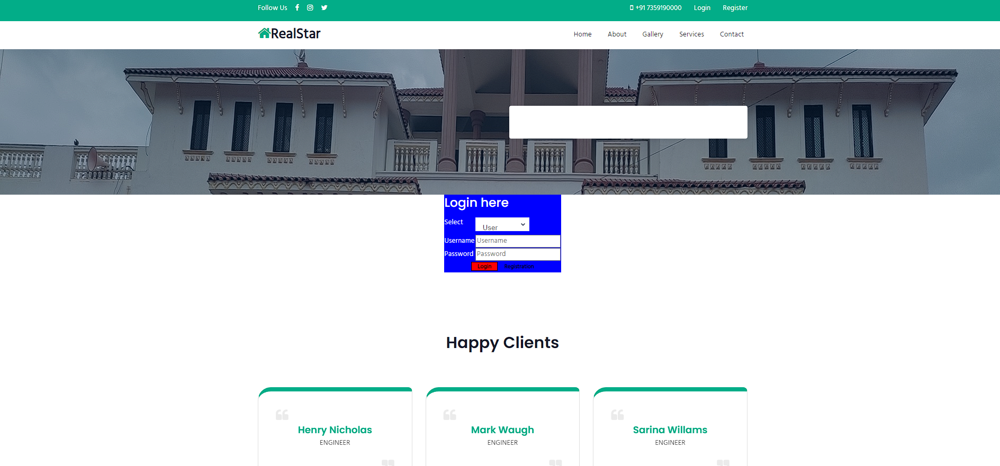 Follow Us
+91 7359190000 Login Register
RealStar
Home About Gallery Services Contact
Login here
Select User
Username Username
Password Password
Login Registration
Happy Clients
Henry Nicholas
ENGINEER
Mark Waugh
ENGINEER
Sarina Willams
ENGINEER